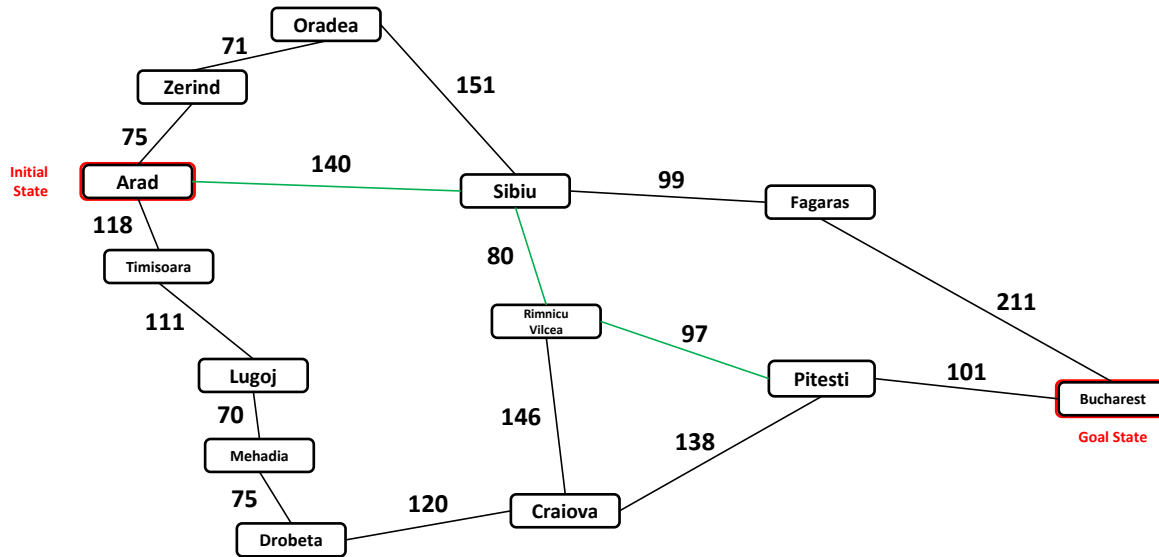 Oradea
71
Zerind
151
75
Initial
State
Arad
140
Sibiu
99
Fagaras
118
Timisoara
80
111
Rimnicu
Vilcea
97
211
Lugoj
Pitesti
101
Bucharest
70
146
138
Goal State
Mehadia
75
120
Craiova
Drobeta